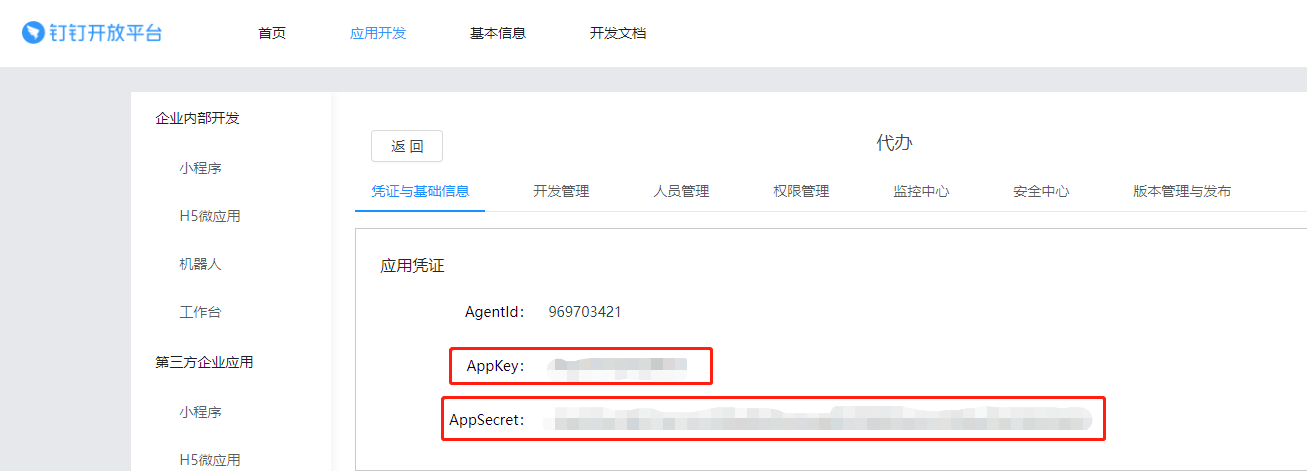 钉钉开放平台 首页 应用开发 基本信息 开发文档
企业内部开发
小程序
H5微应用
机器人
工作台
第三方企业应用
小程序
H5微应用
返 回
代办
凭证与基础信息 开发管理 人员管理 权限管理 监控中心 安全中心 版本管理与发布
应用凭证
AgentId: 969703421
AppKey:
AppSecret: